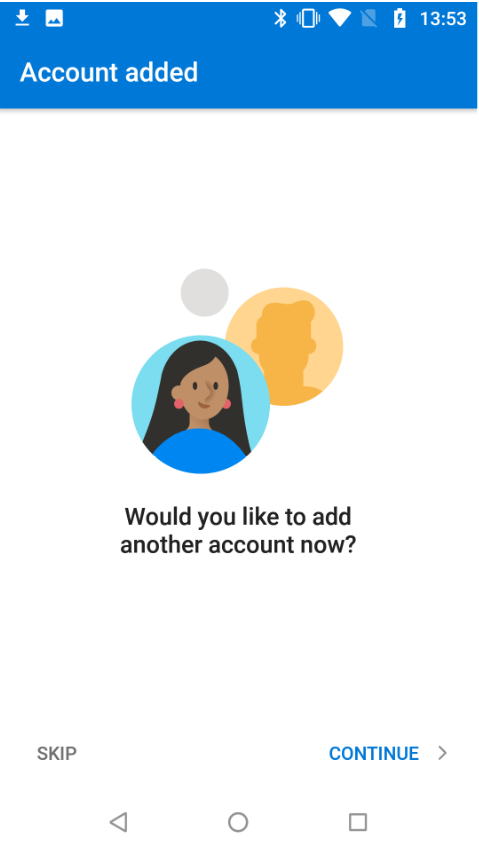 13:53
Account added
Would you like to add
another account now?
SKIP
CONTINUE